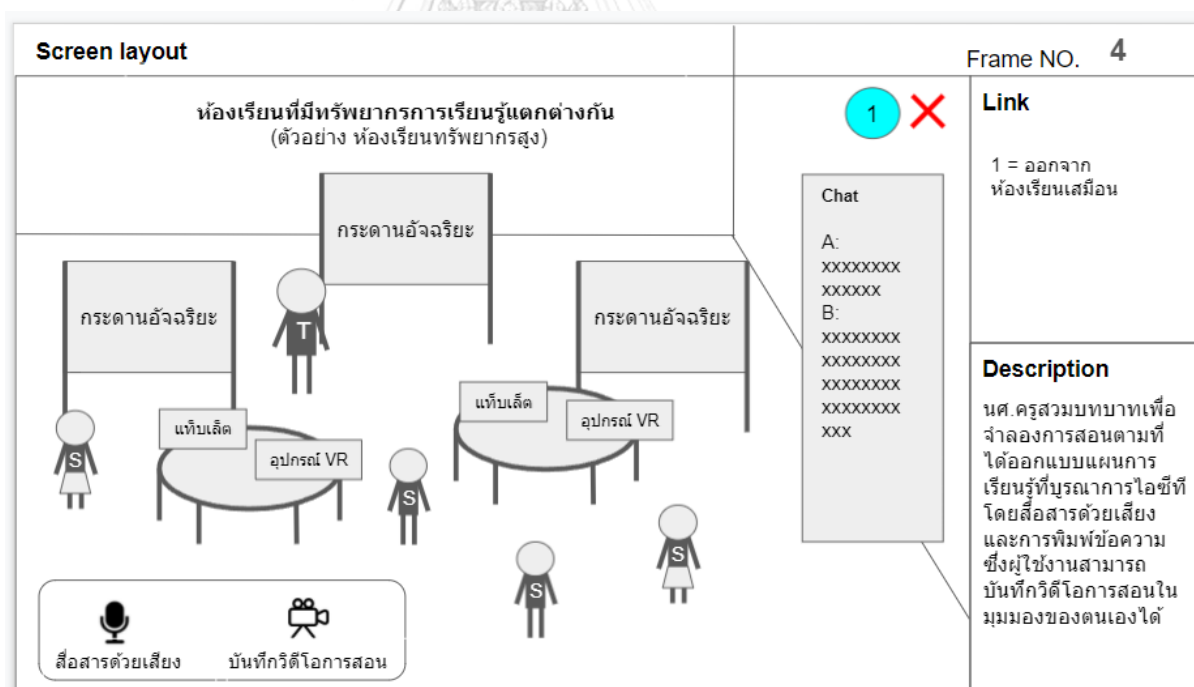 Screen layout
Frame NO. 4
ห้องเรียนที่มีทรัพยากรการเรียนรู้แตกต่างกัน
(ตัวอย่าง ห้องเรียนทรัพยากรสูง)
1
Link
1 = ออกจาก
ห้องเรียนเสมือน
กระดานอัจฉริยะ
กระดานอัจฉริยะ
กระดานอัจฉริยะ
T
แท็บเล็ต
อุปกรณ์ VR
แท็บเล็ต
อุปกรณ์ VR
S
S
S
S
Chat
A:
xxxxxxxx
xxxxxx
B:
xxxxxxxx
xxxxxxxx
xxxxxxxx
xxxxxxxx
xxx
Description
นศ.ครูสวมบทบาทเพื่อ
จำลองการสอนตามที่
ได้ออกแบบแผนการ
เรียนรู้ที่บูรณาการไอซีที
โดยสื่อสารด้วยเสียง
และการพิมพ์ข้อความ
ซึ่งผู้ใช้งานสามารถ
บันทึกวิดีโอการสอนใน
มุมมองของตนเองได้
สื่อสารด้วยเสียง
บันทึกวิดีโอการสอน